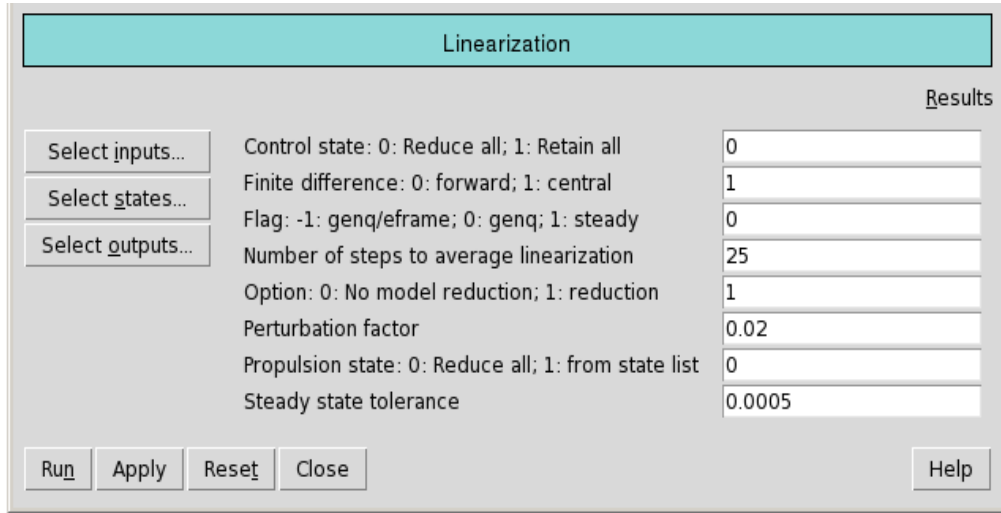 Linearization
Results
Select inputs...
Select states...
Select outputs...
Control state: 0: Reduce all; 1: Retain all 0
Finite difference: 0: forward; 1: central 1
Flag: -1: genq/eframe; 0: genq; 1: steady 0
Number of steps to average linearization 25
Option: 0: No model reduction; 1: reduction 1
Perturbation factor 0.02
Propulsion state: 0: Reduce all; 1: from state list 0
Steady state tolerance 0.0005
Run Apply Reset Close Help